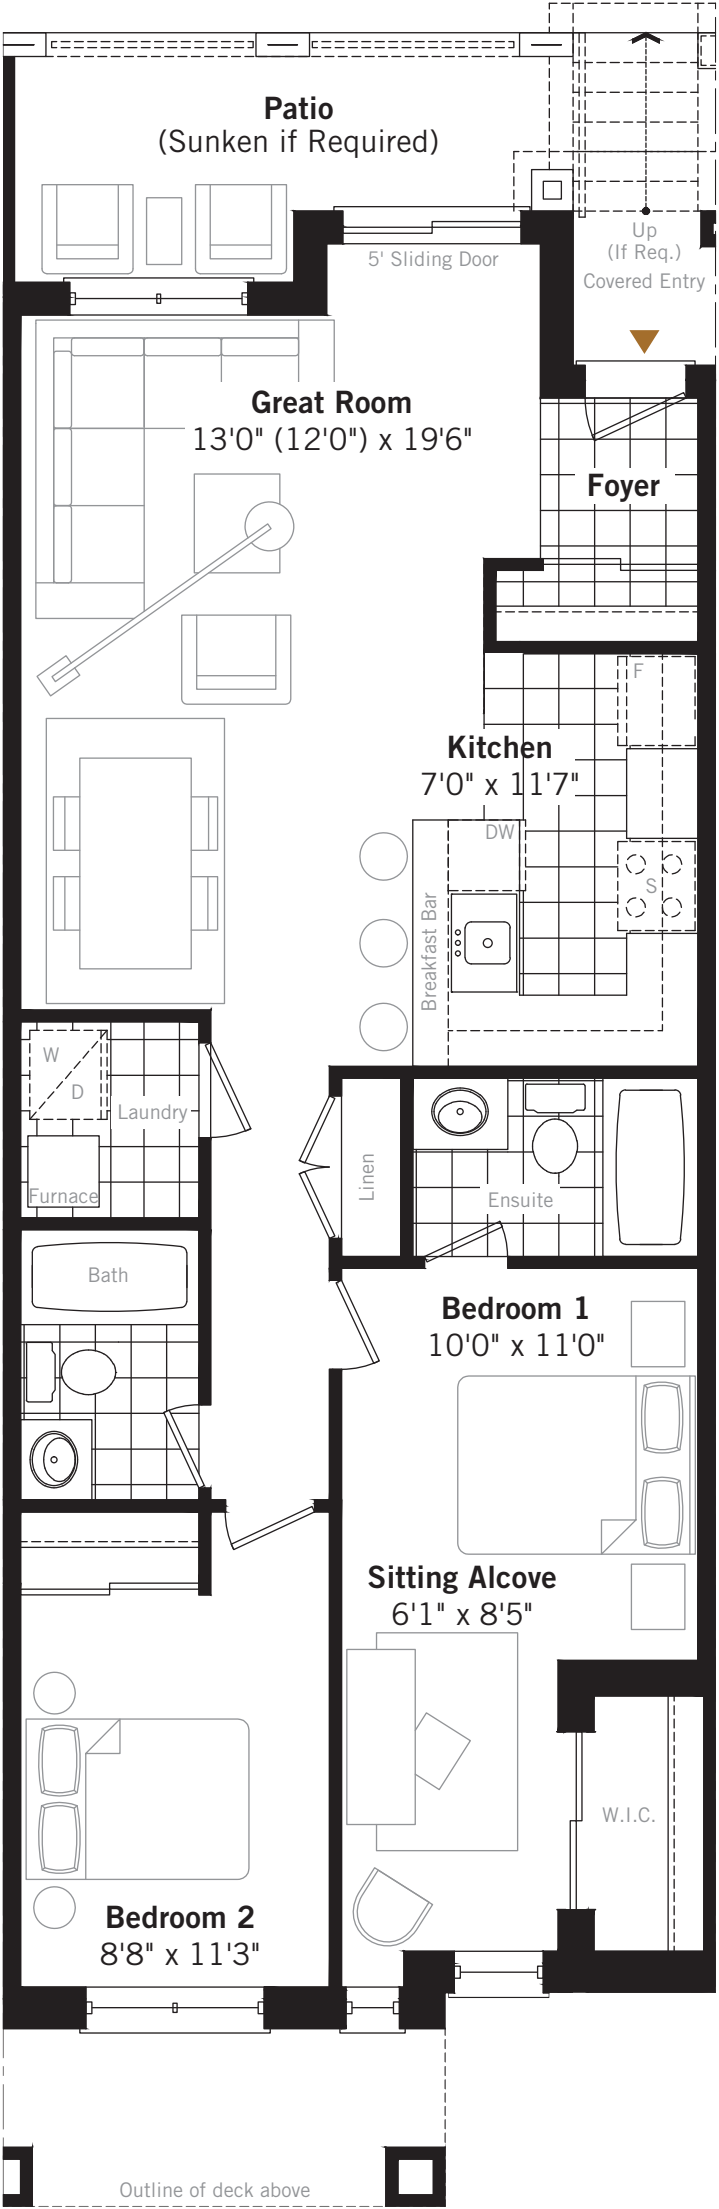 Patio
(Sunken if Required)
Up
(If Req.)
Covered Entry
5' Sliding Door
Great Room
13'0" (12'0") x 19'6"
Foyer
F
Kitchen
7'0" x 11'7"
DW
S
Breakfast Bar
W
D
Laundry
Furnace
Linen
Ensuite
Bath
Bedroom 1
10'0" x 11'0"
Sitting Alcove
6'1" x 8'5"
W.I.C.
Bedroom 2
8'8" x 11'3"
Outline of deck above